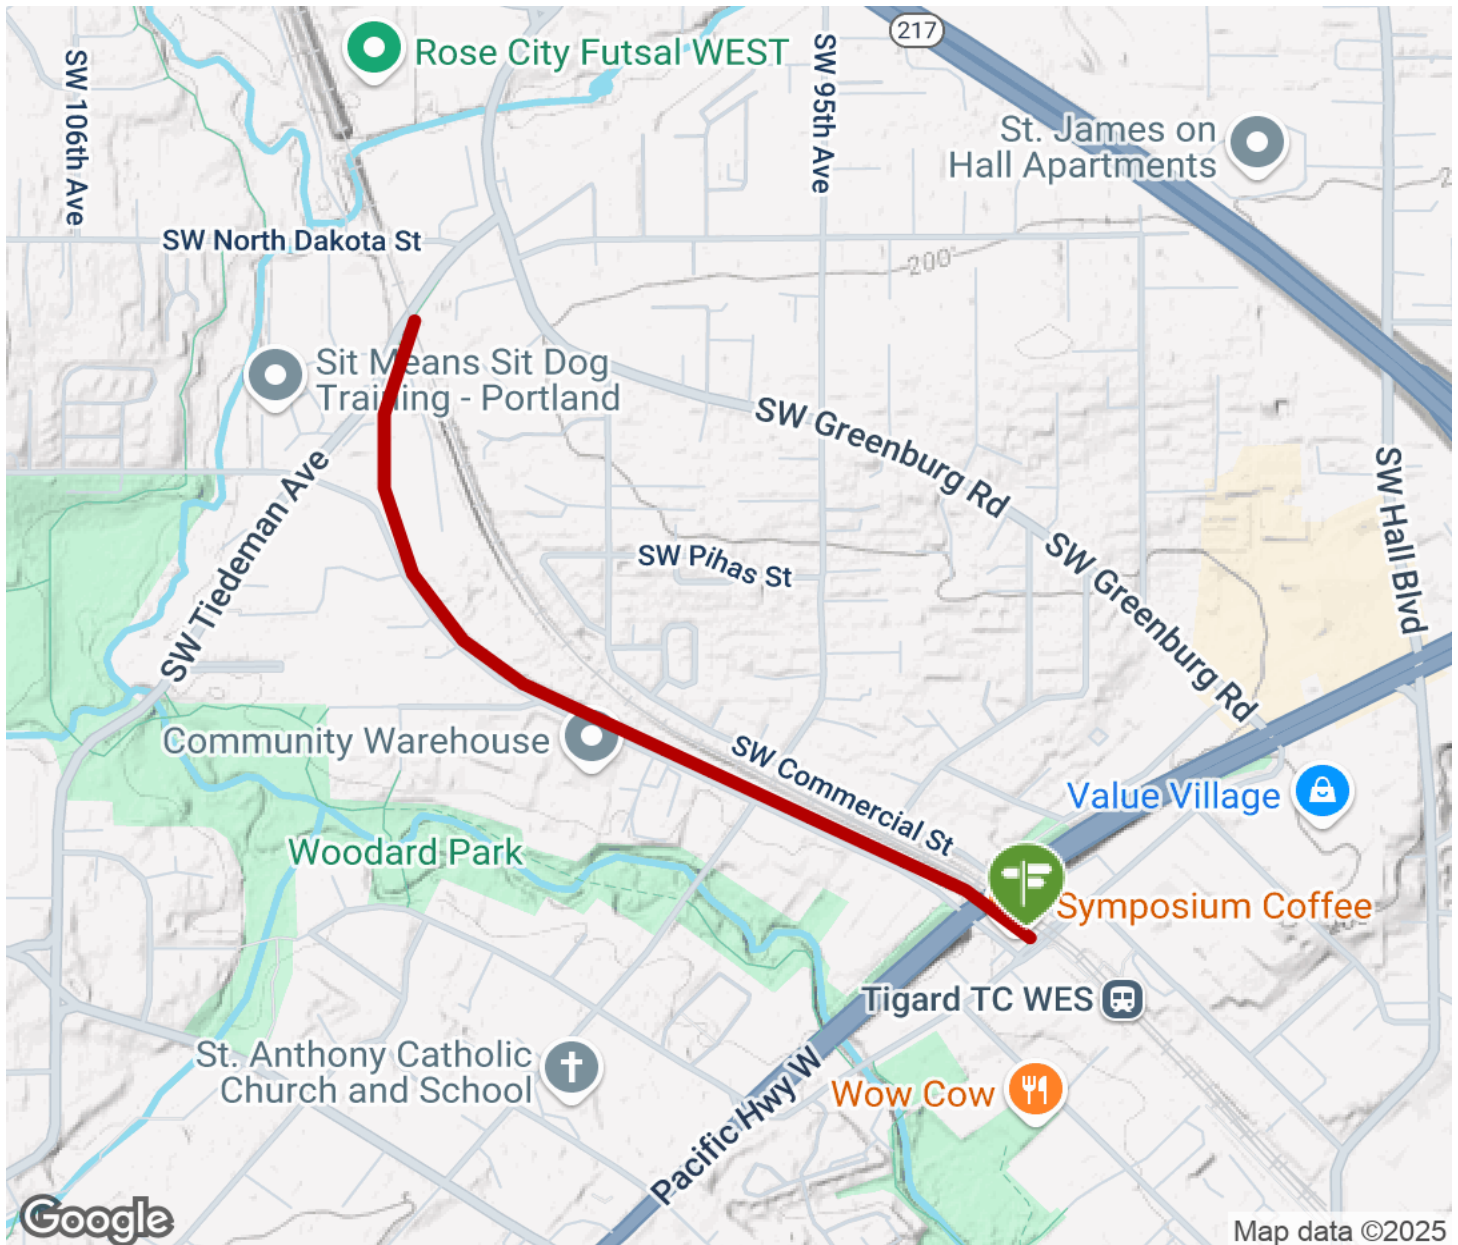 217
Rose City Futsal WEST
SW 106th Ave
SW 95th Ave
St. James on
Hall Apartments
SW North Dakota St
200'
Sit Means Sit Dog
Training - Portland
SW Greenburg Rd
SW Tiedeman Ave
SW Hall Blvd
SW Pihas St
SW Greenburg Rd
Community Warehouse
SW Commercial St
Value Village
Woodard Park
Symposium Coffee
Tigard TC WES
St. Anthony Catholic
Church and School
Wow Cow
Pacific Hwy W
Google
Map data ©2025